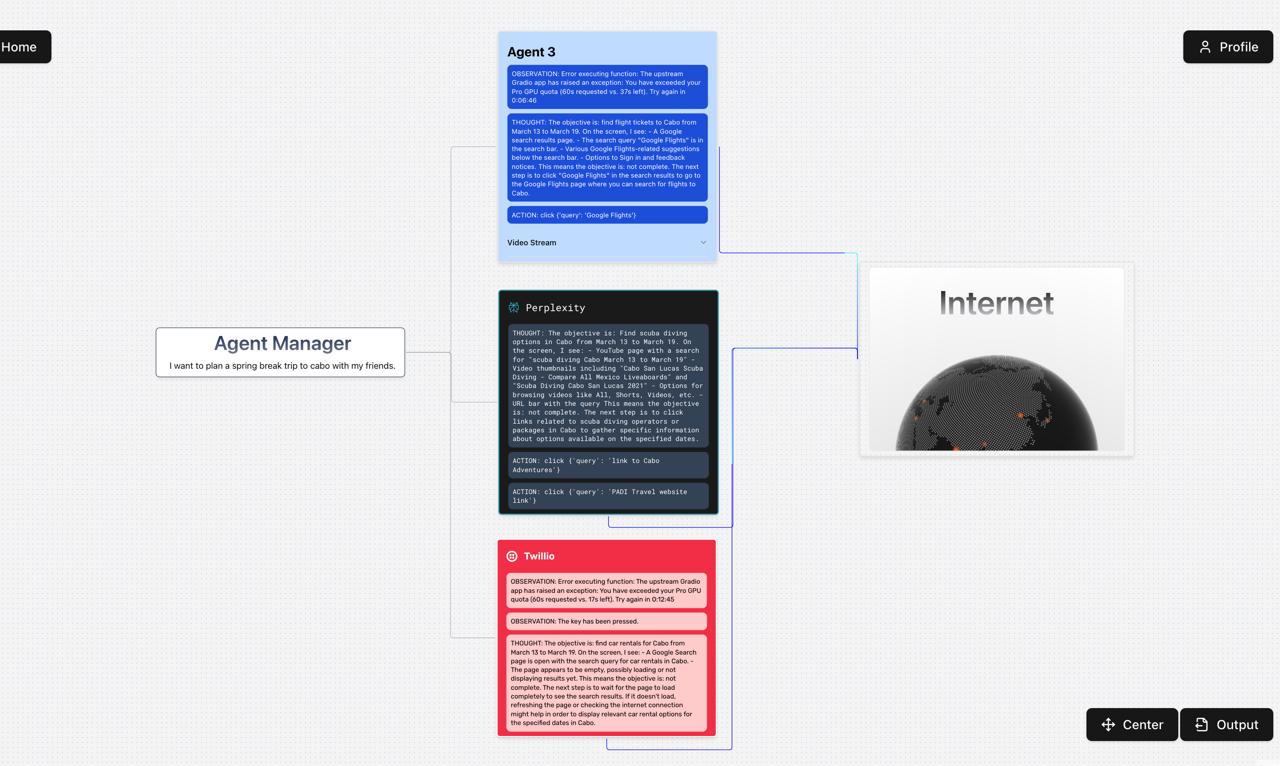 Home
Profile
Agent 3
OBSERVATION: Error executing function: The upstream
Gradio app has raised an exception: You have exceeded your
Pro GPU quota (60s requested vs. 37s left). Try again in
0:06:46
THOUGHT: The objective is: find flight tickets to Cabo from
March 13 to March 19. On the screen, I see: - A Google
search results page. - The search query "Google Flights" is in
the search bar. - Various Google Flights-related suggestions
below the search bar. - Options to Sign in and feedback
notices. This means the objective is: not complete. The next
step is to click "Google Flights" in the search results to go to
the Google Flights page where you can search for flights to
Cabo.
ACTION: click {'query': 'Google Flights'}
Video Stream
Agent Manager
I want to plan a spring break trip to cabo with my friends.
Perplexity
THOUGHT: The objective is: Find scuba diving
options in Cabo from March 13 to March 19. On
the screen, I see: - YouTube page with a search
for "scuba diving Cabo March 13 to March 19" -
Video thumbnails including "Cabo San Lucas Scuba
Diving - Compare All Mexico Liveaboards" and
"Scuba Diving Cabo San Lucas 2021" - Options for
browsing videos like All, Shorts, Videos, etc. -
URL bar with the query This means the objective
is: not complete. The next step is to click
links related to scuba diving operators or
packages in Cabo to gather specific information
about options available on the specified dates.
ACTION: click {'query': 'link to Cabo
Adventures'}
ACTION: click {'query': 'PADI Travel website
link'}
Internet
Twillio
OBSERVATION: Error executing function: The upstream Gradio
app has raised an exception: You have exceeded your Pro GPU
quota (60s requested vs. 17s left). Try again in 0:12:45
OBSERVATION: The key has been pressed.
THOUGHT: The objective is: find car rentals for Cabo from
March 13 to March 19. On the screen, I see: - A Google Search
page is open with the search query for car rentals in Cabo. -
The page appears to be empty, possibly loading or not
displaying results yet. This means the objective is: not
complete. The next step is to wait for the page to load
completely to see the search results. If it doesn't load,
refreshing the page or checking the internet connection
might help in order to display relevant car rental options for
the specified dates in Cabo.
Center
Output